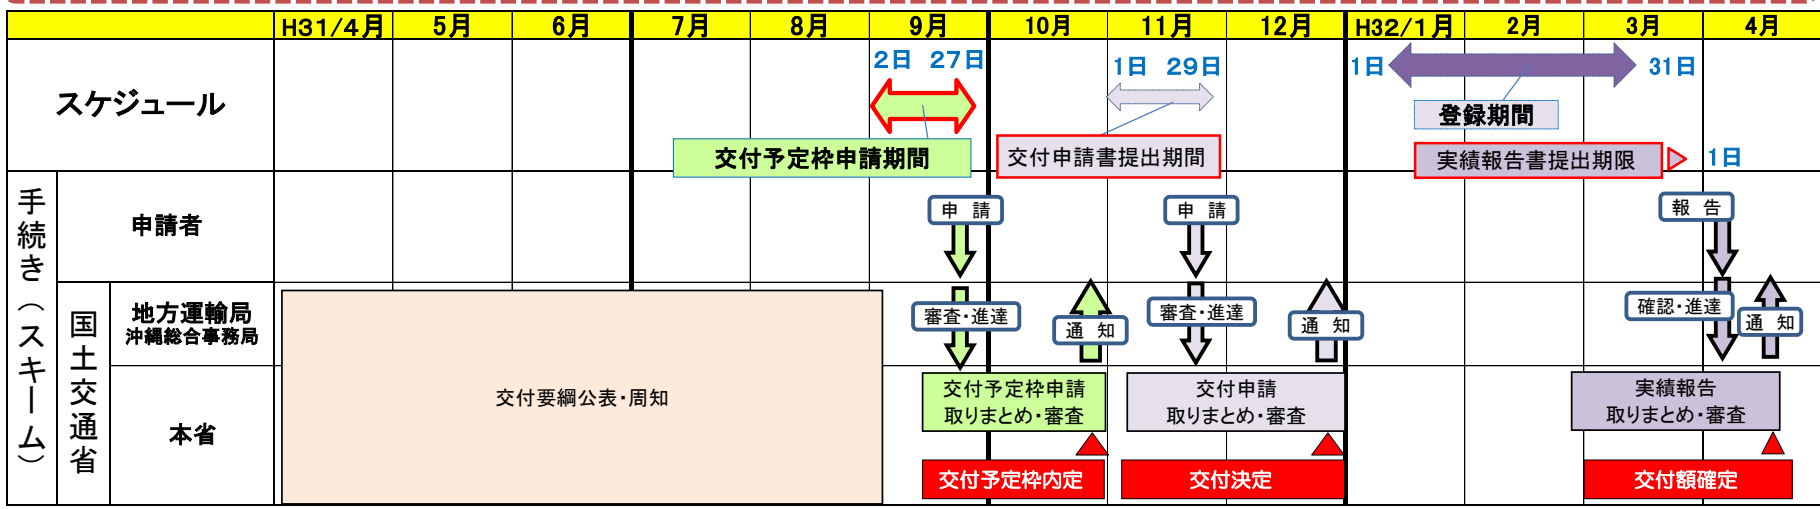 H31/4月 5月 6月 7月 8月 9月 10月 11月 12月 H32/1月 2月 3月 4月
スケジュール
2日 27日
1日 29日
1日 31日
登録期間
交付予定枠申請期間
交付申請書提出期間
実績報告書提出期限
1日
手続き(スキーム)
申請者
申 請
申 請
報 告
国土交通省
地方運輸局
沖縄総合事務局
審査・進達
通 知
審査・進達
通 知
確認・進達
通 知
本省
交付要綱公表・周知
交付予定枠申請
取りまとめ・審査
交付申請
取りまとめ・審査
実績報告
取りまとめ・審査
交付予定枠内定
交付決定
交付額確定